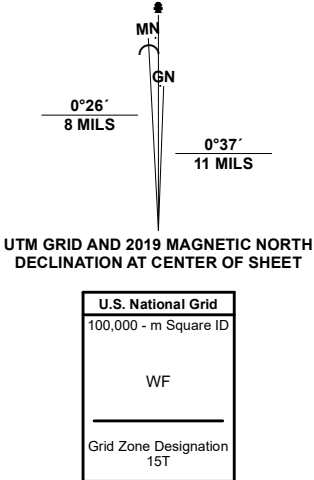 MN
GN
0°26´
8 MILS
0°37´
11 MILS
UTM GRID AND 2019 MAGNETIC NORTH
DECLINATION AT CENTER OF SHEET
U.S. National Grid
100,000 - m Square ID
WF
Grid Zone Designation
15T